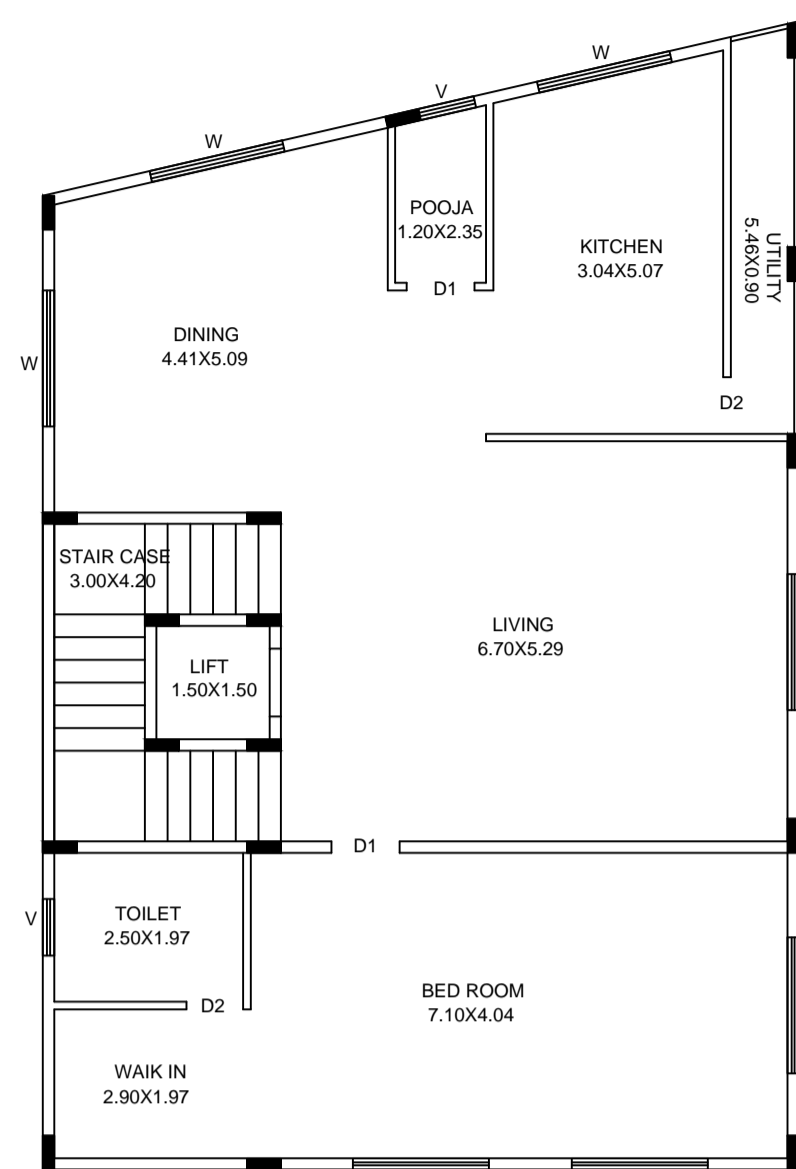 W
V
W
POOJA
1.20X2.35
KITCHEN
3.04X5.07
UTILITY
5.46X0.90
D1
DINING
4.41X5.09
W
D2
STAIR CASE
3.00X4.20
LIVING
6.70X5.29
LIFT
1.50X1.50
D1
TOILET
2.50X1.97
V
BED ROOM
7.10X4.04
D2
WAIK IN
2.90X1.97